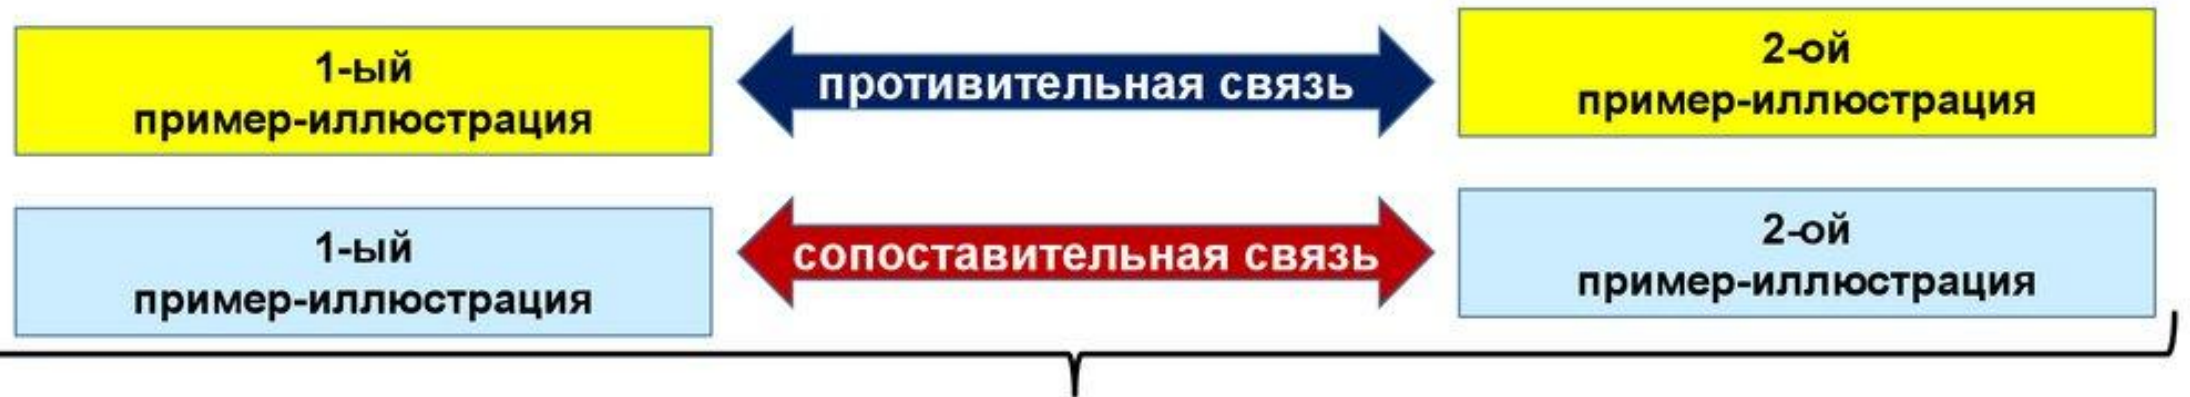 1-ый
пример-иллюстрация
противительная связь
2-ой
пример-иллюстрация
1-ый
пример-иллюстрация
сопоставительная связь
2-ой
пример-иллюстрация